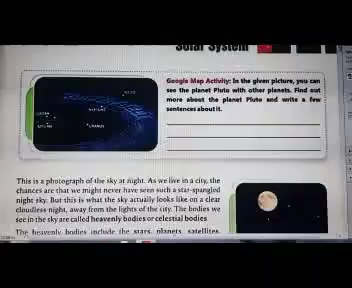 Solar System
Google Map Activity: In the given picture, you can
see the planet Pluto with other planets. Find out
more about the planet Pluto and write a few
sentences about it.
PLUTO
NEPTUNE
SATURN
URANUS
This is a photograph of the sky at night. As we live in a city, the
chances are that we might never have seen such a star-spangled
night sky. But this is what the sky actually looks like on a clear
cloudless night, away from the lights of the city. The bodies we
see in the sky are called heavenly bodies or celestial bodies
The heavenly bodies include the stars, planets, satellites,